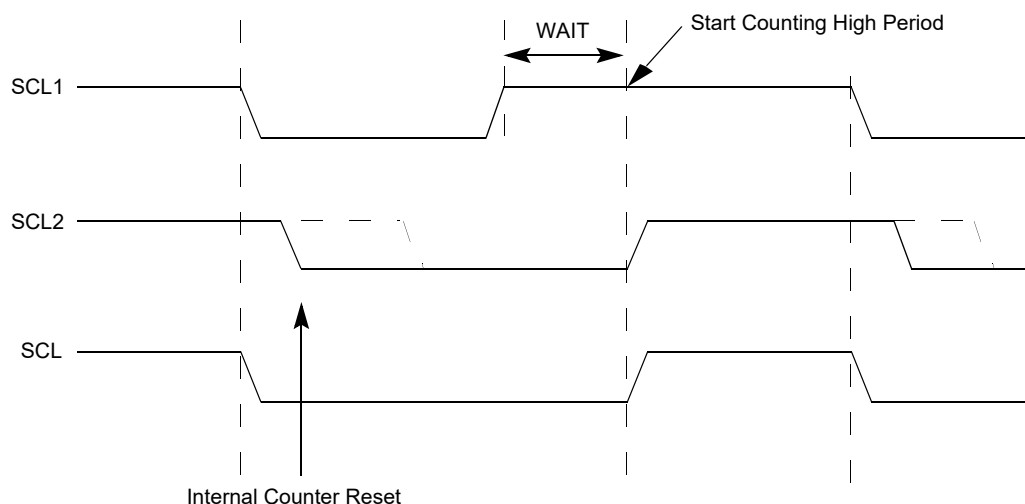 WAIT
Start Counting High Period
SCL1
SCL2
SCL
Internal Counter Reset